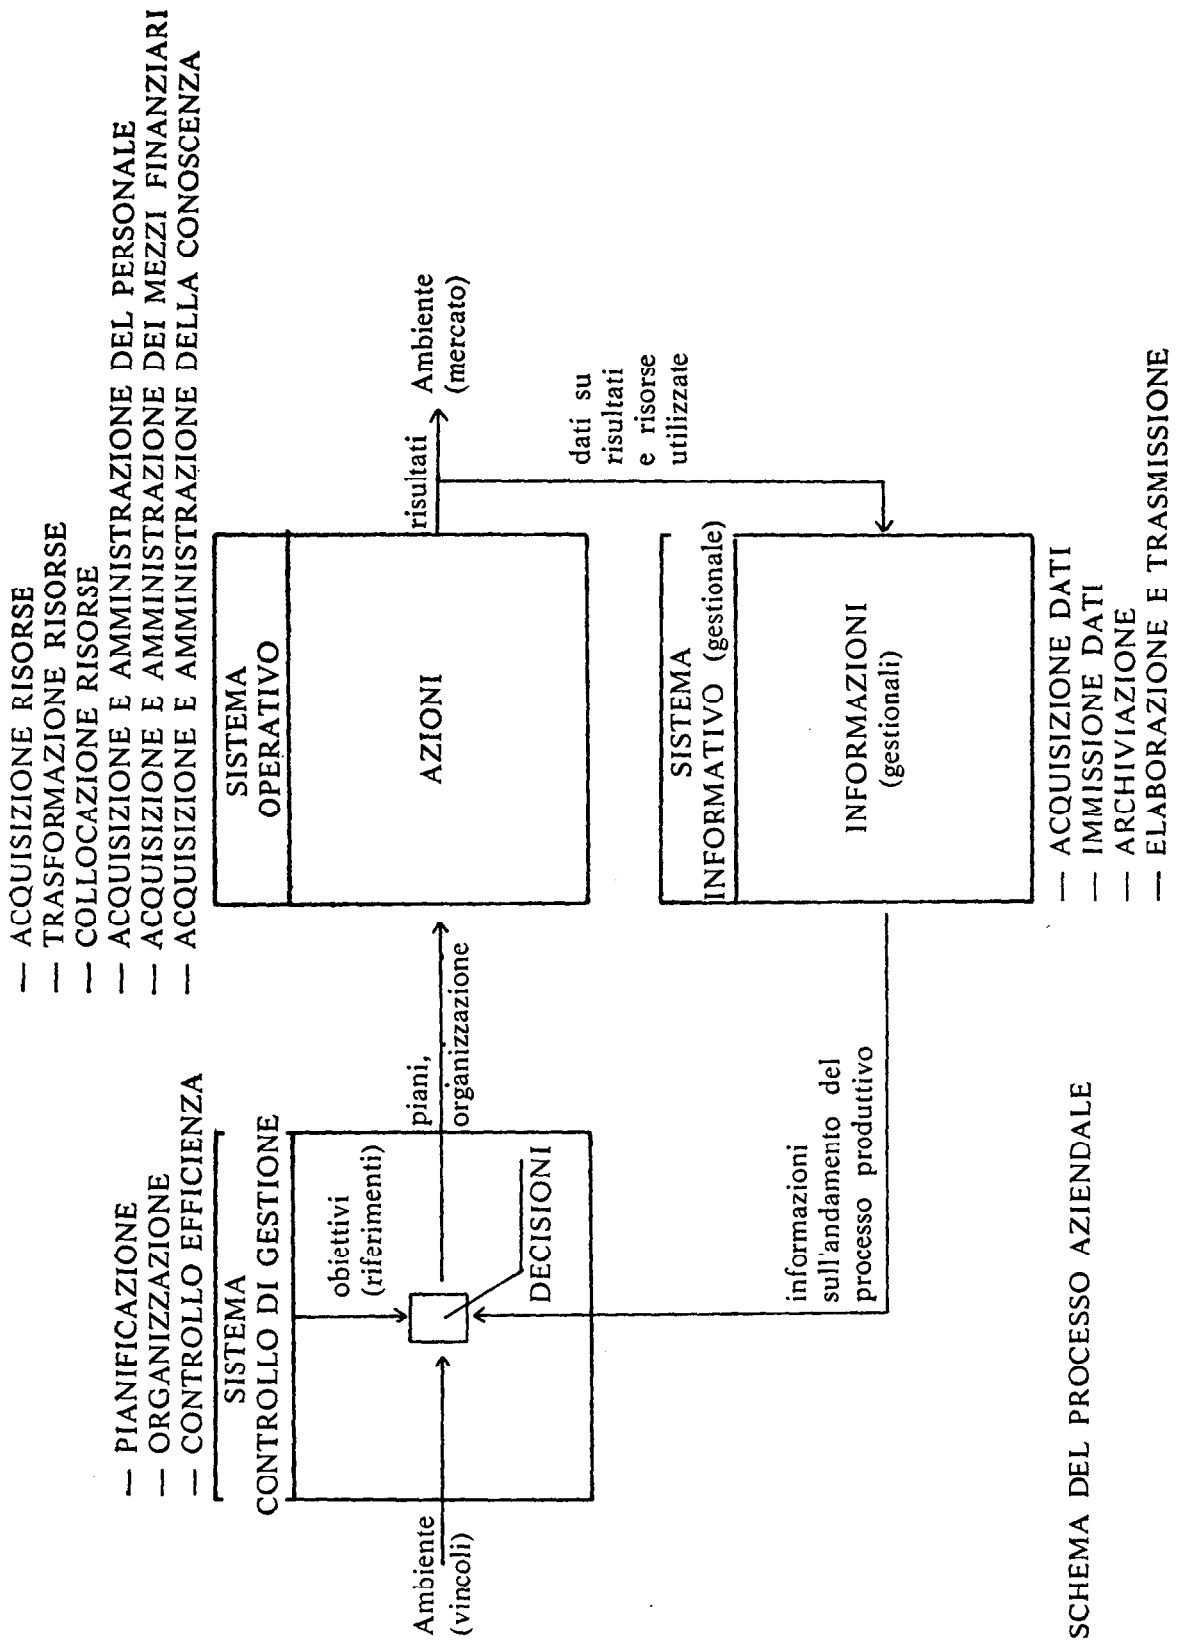 — PIANIFICAZIONE
— ORGANIZZAZIONE
— CONTROLLO EFFICIENZA
SISTEMA
CONTROLLO DI GESTIONE
Ambiente
(vincoli)
obiettivi
(riferimenti)
DECISIONI
piani,
organizzazione
— ACQUISIZIONE RISORSE
— TRASFORMAZIONE RISORSE
— COLLOCAZIONE RISORSE
— ACQUISIZIONE E AMMINISTRAZIONE DEL PERSONALE
— ACQUISIZIONE E AMMINISTRAZIONE DEI MEZZI FINANZIARI
— ACQUISIZIONE E AMMINISTRAZIONE DELLA CONOSCENZA
SISTEMA
OPERATIVO
AZIONI
risultati
Ambiente
(mercato)
dati su
risultati
e risorse
utilizzate
SISTEMA
INFORMATIVO (gestionale)
INFORMAZIONI
(gestionali)
— ACQUISIZIONE DATI
— IMMISSIONE DATI
— ARCHIVIAZIONE
— ELABORAZIONE E TRASMISSIONE
informazioni
sull'andamento del
processo produttivo
SCHEMA DEL PROCESSO AZIENDALE